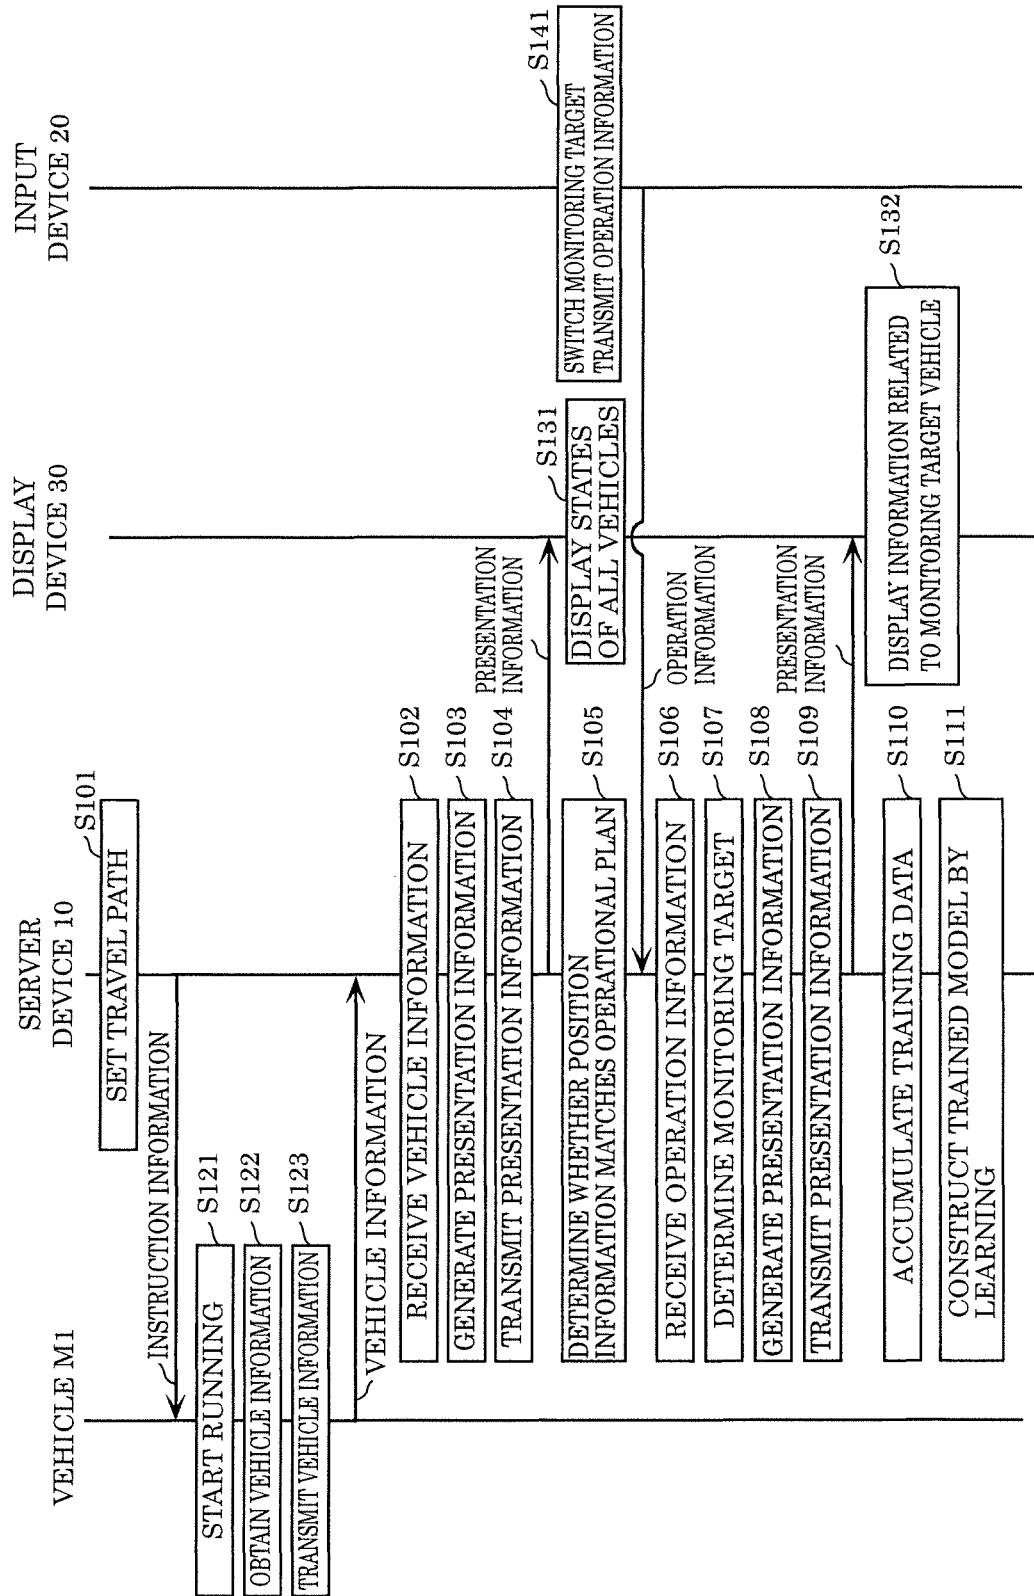 VEHICLE M1
SERVER
DEVICE 10
DISPLAY
DEVICE 30
INPUT
DEVICE 20
S101
SET TRAVEL PATH
INSTRUCTION INFORMATION
S121
START RUNNING
S122
OBTAIN VEHICLE INFORMATION
S123
TRANSMIT VEHICLE INFORMATION
VEHICLE INFORMATION
S102
RECEIVE VEHICLE INFORMATION
S103
GENERATE PRESENTATION INFORMATION
S104
TRANSMIT PRESENTATION INFORMATION
PRESENTATION
INFORMATION
S105
DETERMINE WHETHER POSITION
INFORMATION MATCHES OPERATIONAL PLAN
S131
DISPLAY STATES
OF ALL VEHICLES
S141
SWITCH MONITORING TARGET
TRANSMIT OPERATION INFORMATION
OPERATION
INFORMATION
S106
RECEIVE OPERATION INFORMATION
S107
DETERMINE MONITORING TARGET
S108
GENERATE PRESENTATION INFORMATION
S109
TRANSMIT PRESENTATION INFORMATION
PRESENTATION
INFORMATION
S132
DISPLAY INFORMATION RELATED
TO MONITORING TARGET VEHICLE
S110
ACCUMULATE TRAINING DATA
S111
CONSTRUCT TRAINED MODEL BY
LEARNING